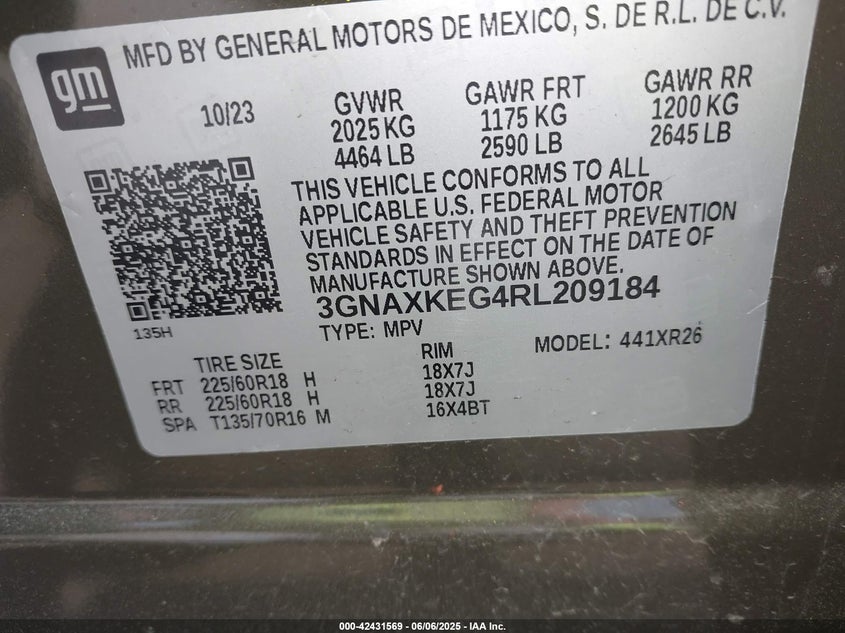 MFD BY GENERAL MOTORS DE MEXICO, S. DE R.L. DE C.V.
gm
10/23
GVWR
2025 KG
4464 LB
GAWR FRT
1175 KG
2590 LB
GAWR RR
1200 KG
2645 LB
THIS VEHICLE CONFORMS TO ALL
APPLICABLE U.S. FEDERAL MOTOR
VEHICLE SAFETY AND THEFT PREVENTION
STANDARDS IN EFFECT ON THE DATE OF
MANUFACTURE SHOWN ABOVE.
3GNAXKEG4RL209184
135H
TYPE: MPV
MODEL: 441XR26
TIRE SIZE
RIM
FRT 225/60R18 H 18X7J
RR 225/60R18 H 18X7J
SPA T135/70R16 M 16X4BT
000-42431569 - 06/06/2025 - IAA Inc.